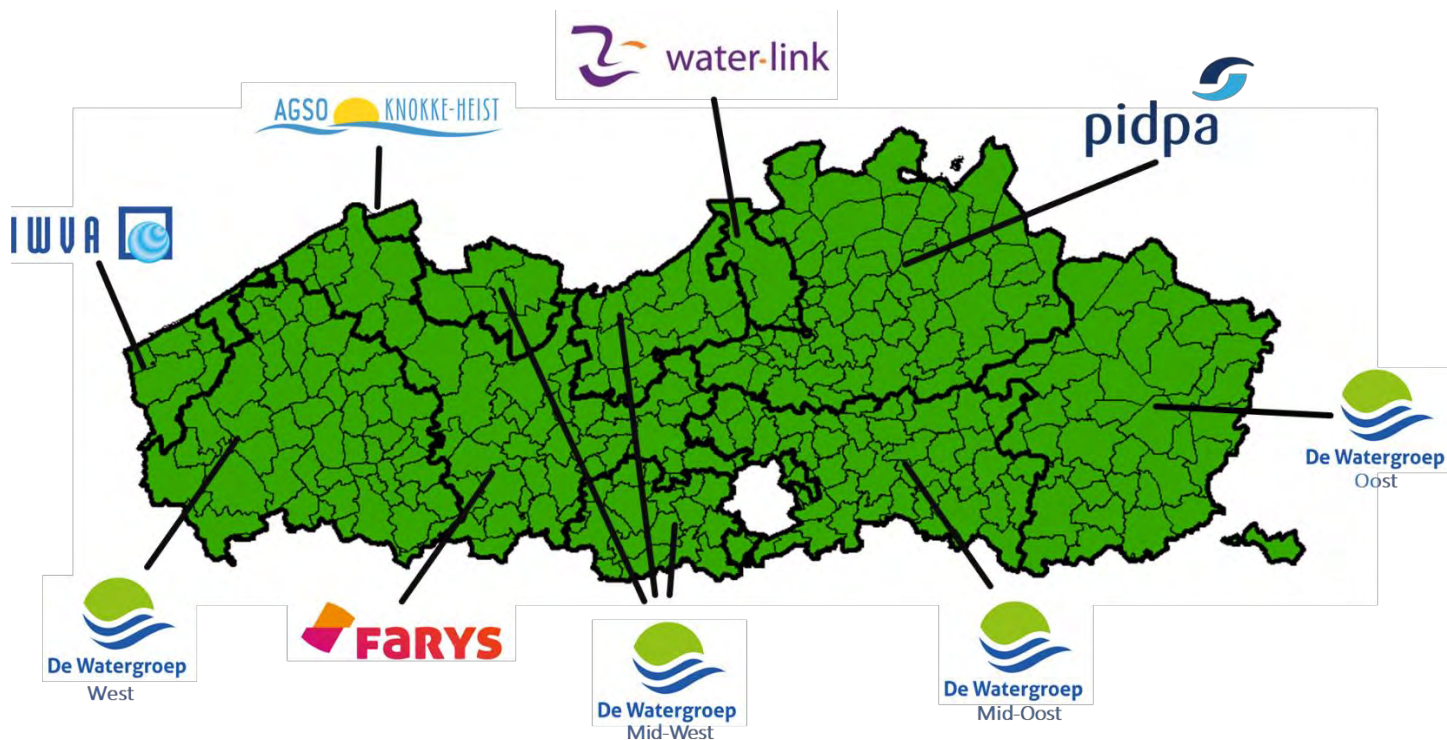 water-link
AGSO KNOKKE-HEIST
pidpa
IWVA
De Watergroep
Oost
De Watergroep
West
FARYS
De Watergroep
Mid-West
De Watergroep
Mid-Oost